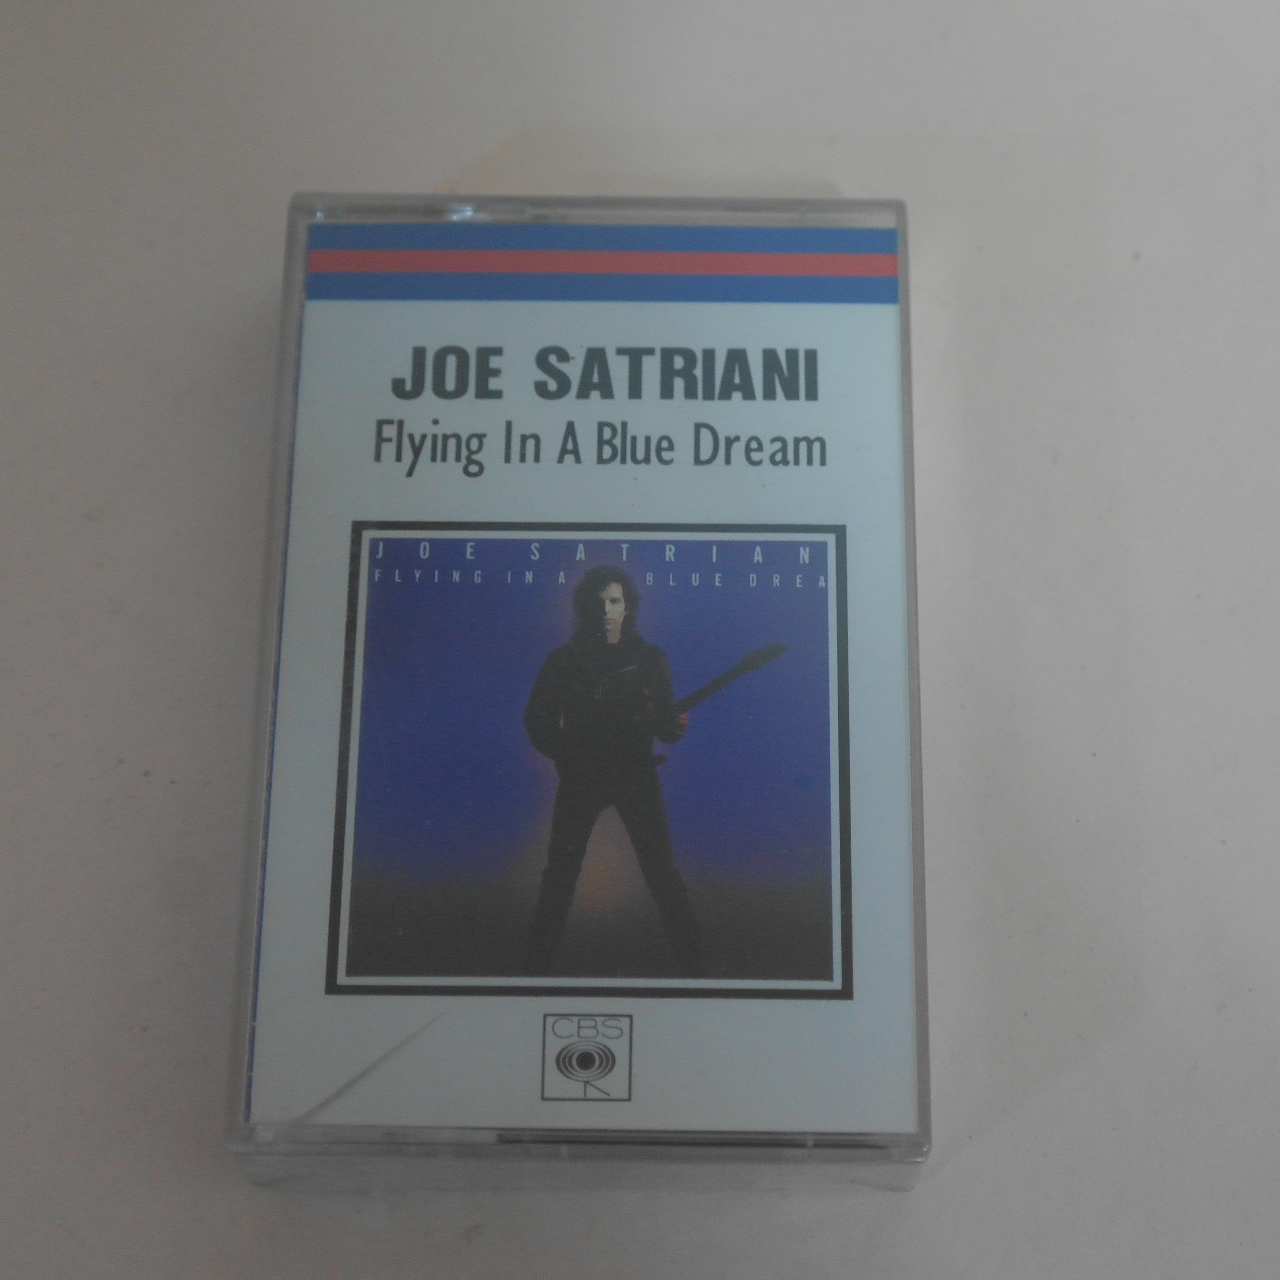 JOE SATRIANI
Flying In A Blue Dream
JOE SATRIAN
FLYING IN A BLUE DREA
CBS